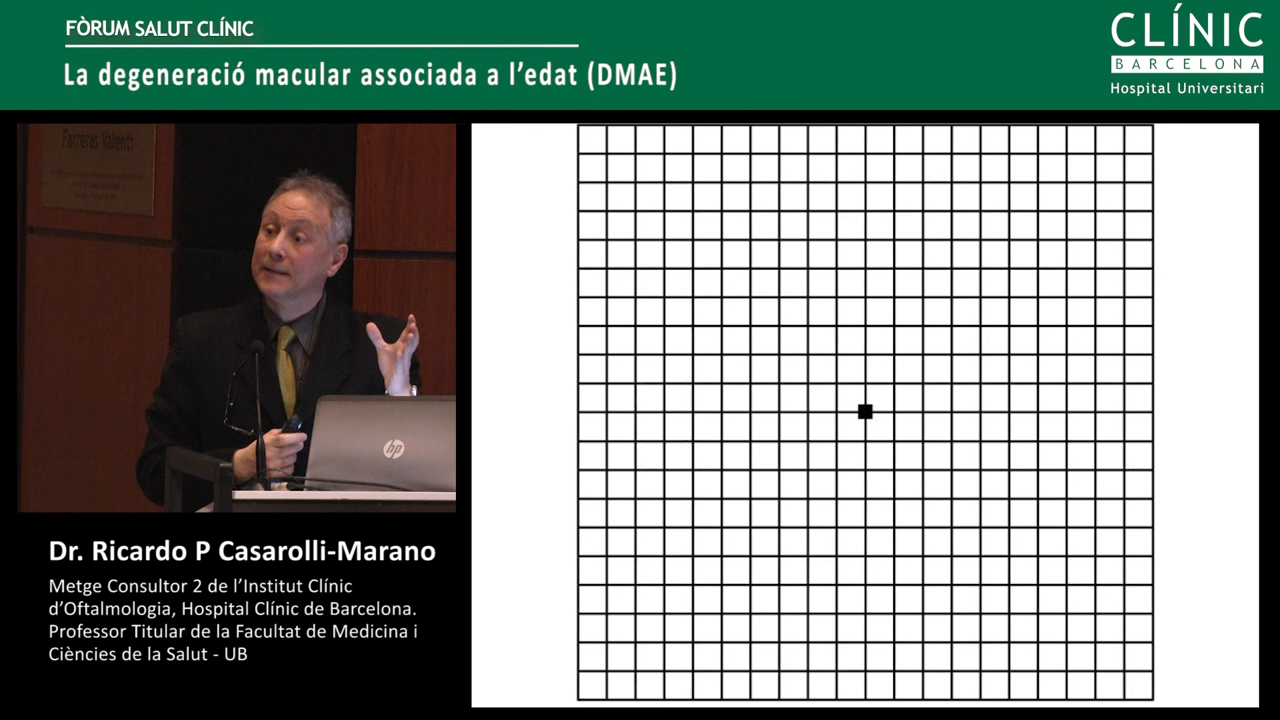 FÒRUM SALUT CLÍNIC
La degeneració macular associada a l'edat (DMAE)
CLÍNIC
BARCELONA
Hospital Universitari
Farreras Valentí
hp
Dr. Ricardo P Casarolli-Marano
Metge Consultor 2 de l'Institut Clínic
d'Oftalmologia, Hospital Clínic de Barcelona.
Professor Titular de la Facultat de Medicina i
Ciències de la Salut - UB